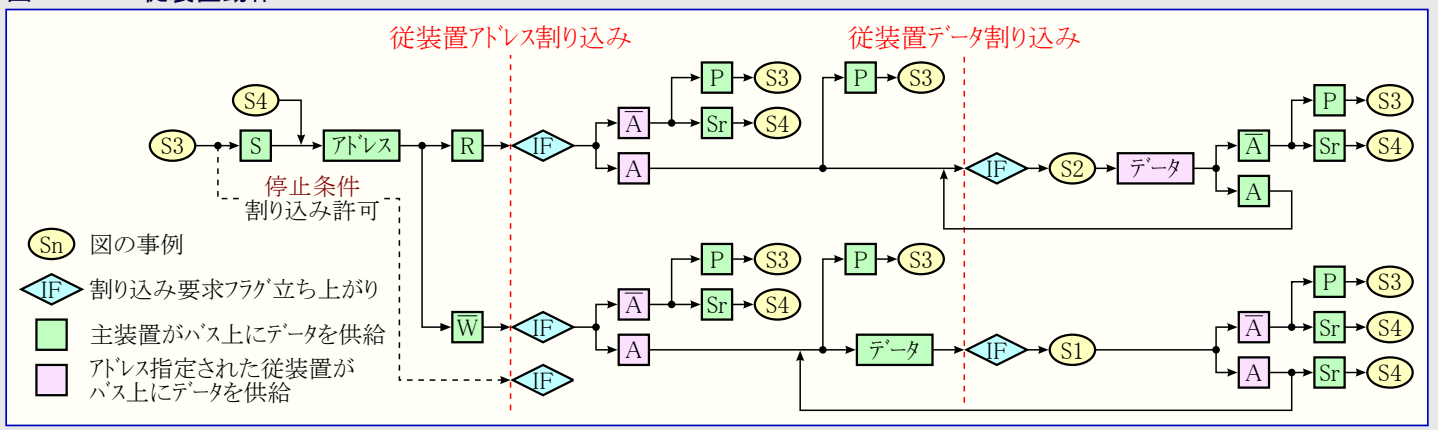 従装置アドレス割り込み
従装置データ割り込み
P S3
P S3
P S3
S4
A̅
Sr S4
A̅
Sr S4
S3 S アドレス R IF
A
IF S2 データ
A
停止条件
割り込み許可
Sn 図の事例
IF 割り込み要求フラグ立ち上がり
主装置がバス上にデータを供給
アドレス指定された従装置が
バス上にデータを供給
P S3
P S3
P S3
A̅
Sr S4
W̅ IF
A̅
Sr S4
A
データ IF S1
A
Sr S4
IF